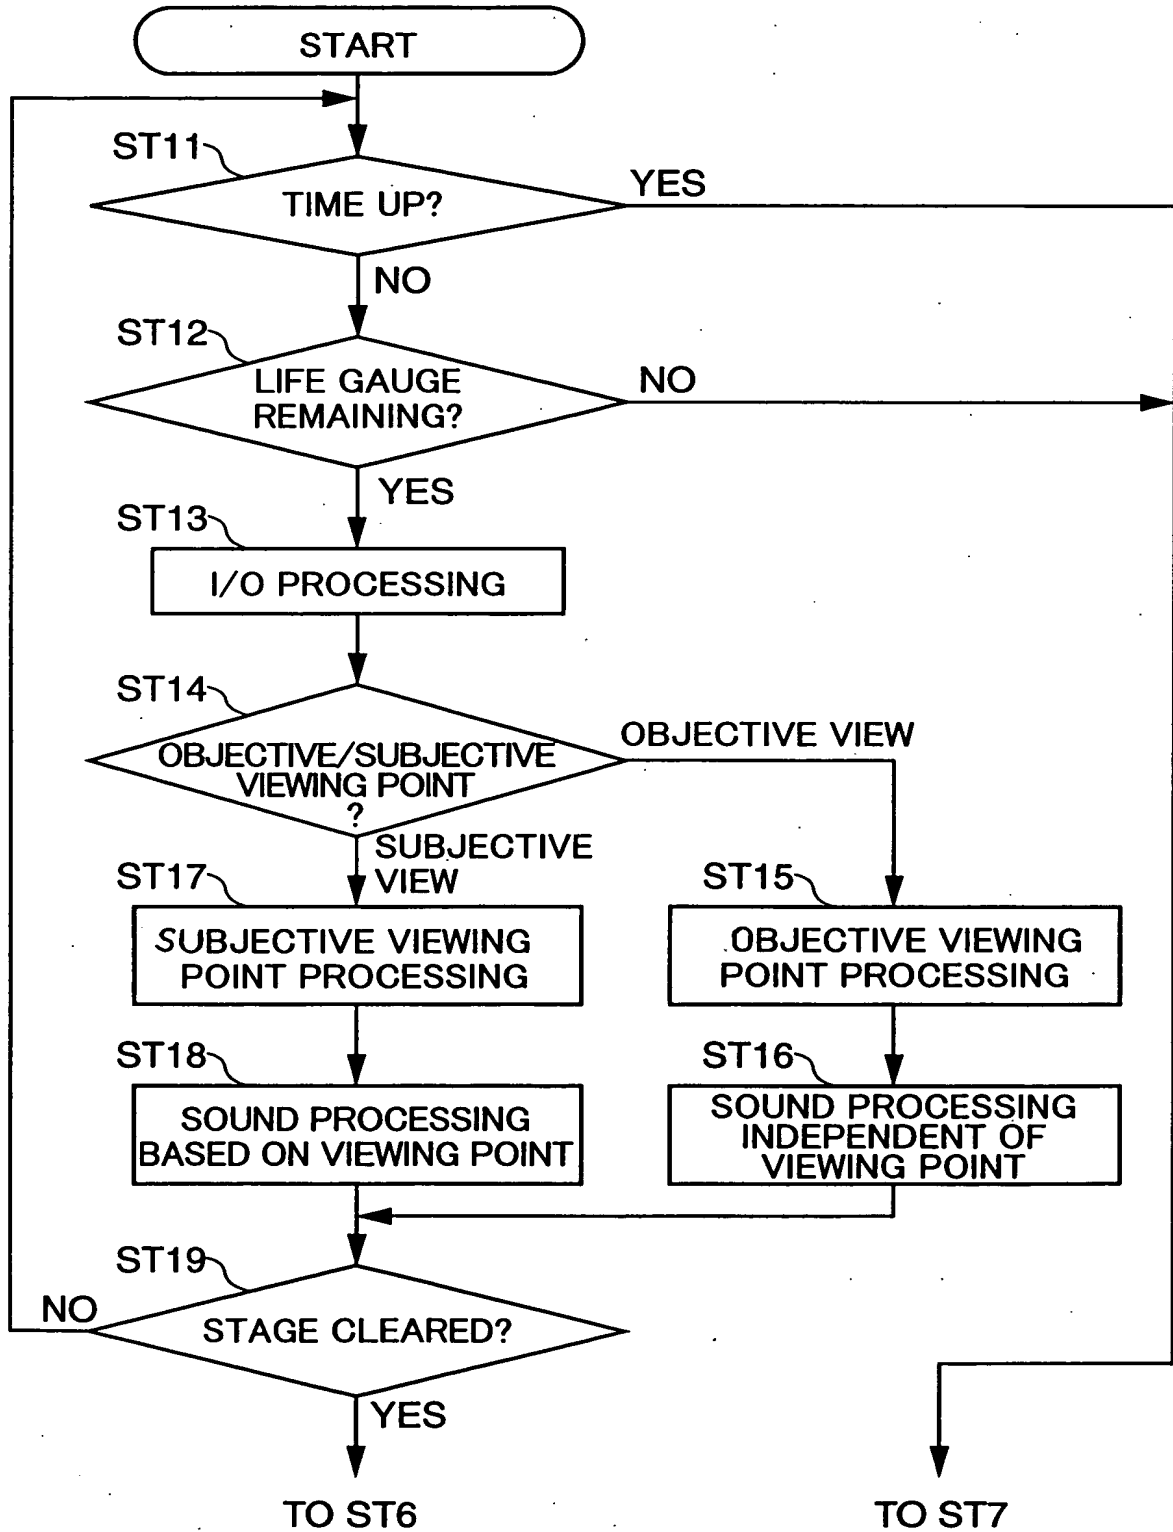 START
ST11
TIME UP?
YES
NO
ST12
LIFE GAUGE
REMAINING?
NO
YES
ST13
I/O PROCESSING
ST14
OBJECTIVE/SUBJECTIVE
VIEWING POINT
?
OBJECTIVE VIEW
SUBJECTIVE
VIEW
ST17
SUBJECTIVE VIEWING
POINT PROCESSING
ST15
OBJECTIVE VIEWING
POINT PROCESSING
ST18
SOUND PROCESSING
BASED ON VIEWING POINT
ST16
SOUND PROCESSING
INDEPENDENT OF
VIEWING POINT
ST19
NO
STAGE CLEARED?
YES
TO ST6
TO ST7